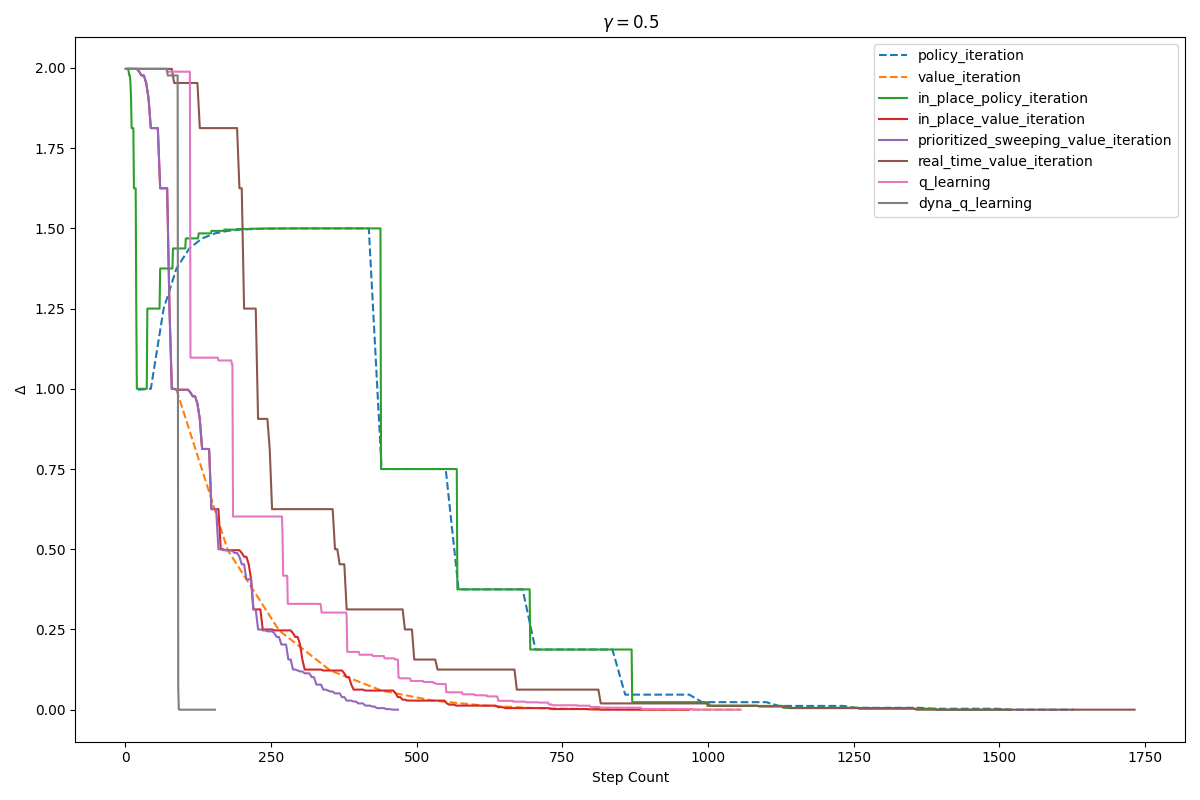 γ = 0.5
policy_iteration
value_iteration
in_place_policy_iteration
in_place_value_iteration
prioritized_sweeping_value_iteration
real_time_value_iteration
q_learning
dyna_q_learning
2.00
1.75
1.50
1.25
1.00
0.75
0.50
0.25
0.00
Δ
0 250 500 750 1000 1250 1500 1750
Step Count